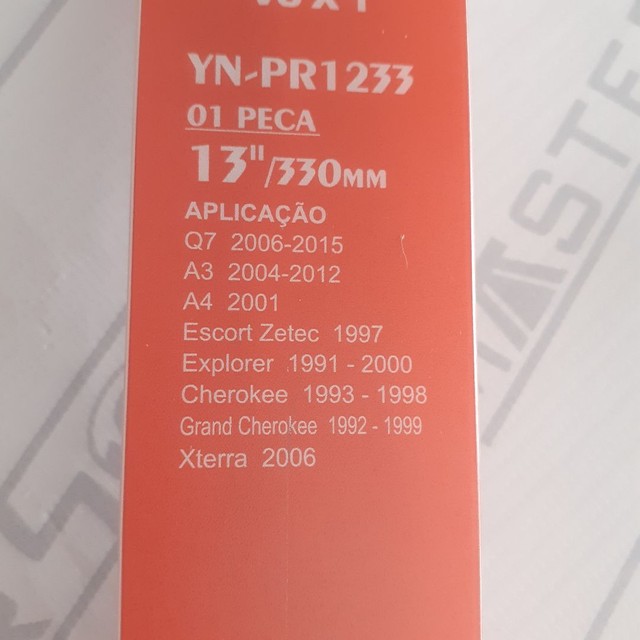 YN-PR1233
01 PECA
13"/330MM
APLICAÇÃO
Q7 2006-2015
A3 2004-2012
A4 2001
Escort Zetec 1997
Explorer 1991 - 2000
Cherokee 1993 - 1998
Grand Cherokee 1992 - 1999
Xterra 2006